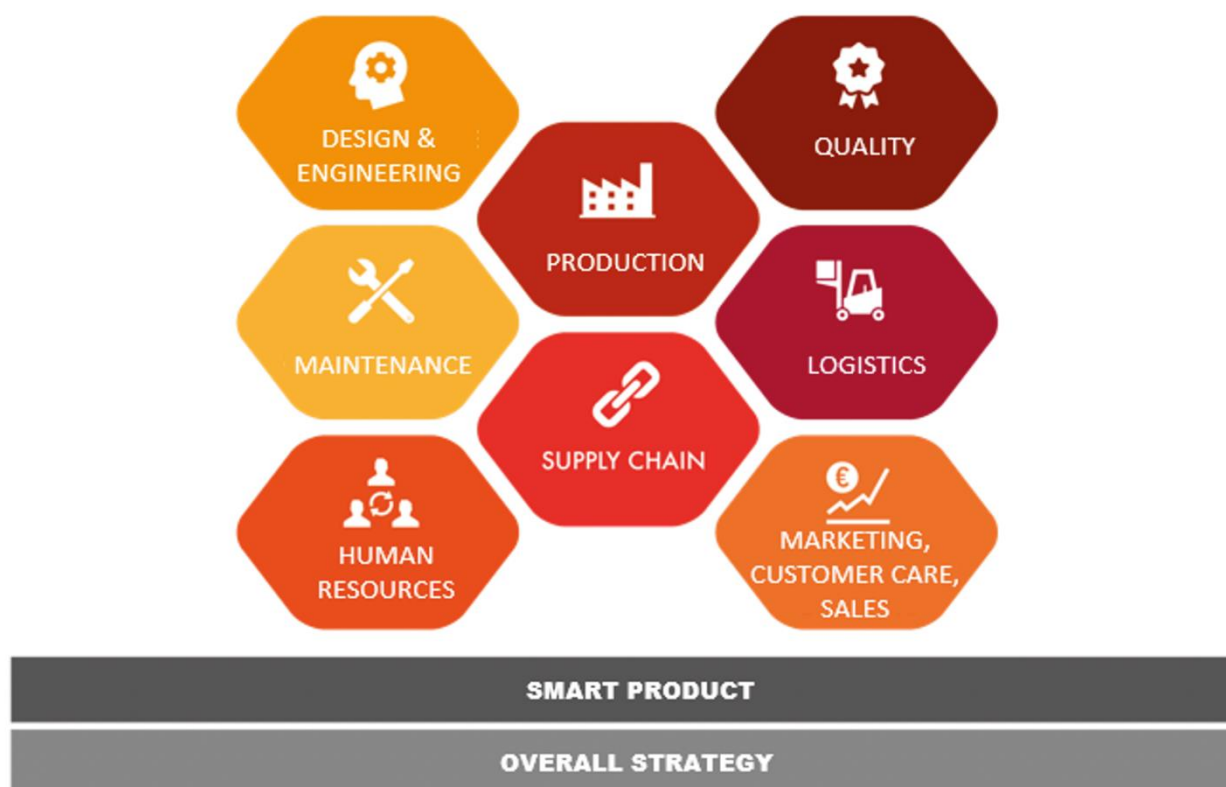 DESIGN &
ENGINEERING
QUALITY
PRODUCTION
MAINTENANCE
LOGISTICS
SUPPLY CHAIN
HUMAN
RESOURCES
€
MARKETING,
CUSTOMER CARE,
SALES
SMART PRODUCT
OVERALL STRATEGY